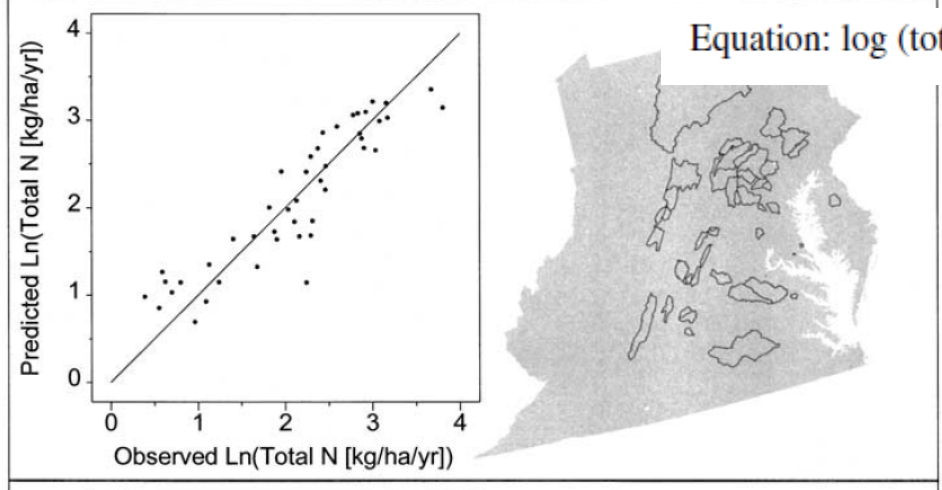 Equation: log (tot
4
3
2
1
0
Predicted Ln(Total N [kg/ha/yr])
0 1 2 3 4
Observed Ln(Total N [kg/ha/yr])